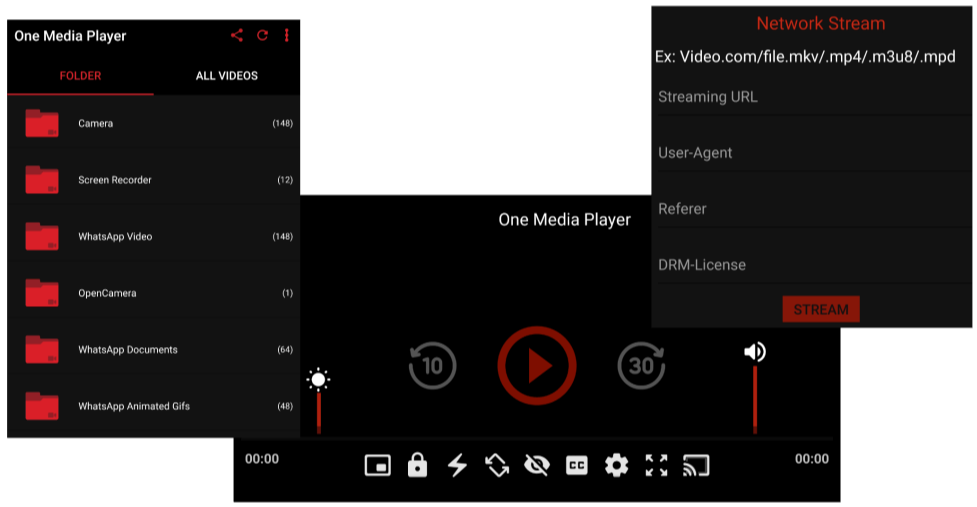 One Media Player
FOLDER ALL VIDEOS
Camera (148)
Screen Recorder (12)
WhatsApp Video (148)
OpenCamera (1)
WhatsApp Documents (64)
WhatsApp Animated Gifs (48)
Network Stream
Ex: Video.com/file.mkv/.mp4/.m3u8/.mpd
Streaming URL
User-Agent
Referer
DRM-License
STREAM
One Media Player
10 30
00:00 CC 00:00